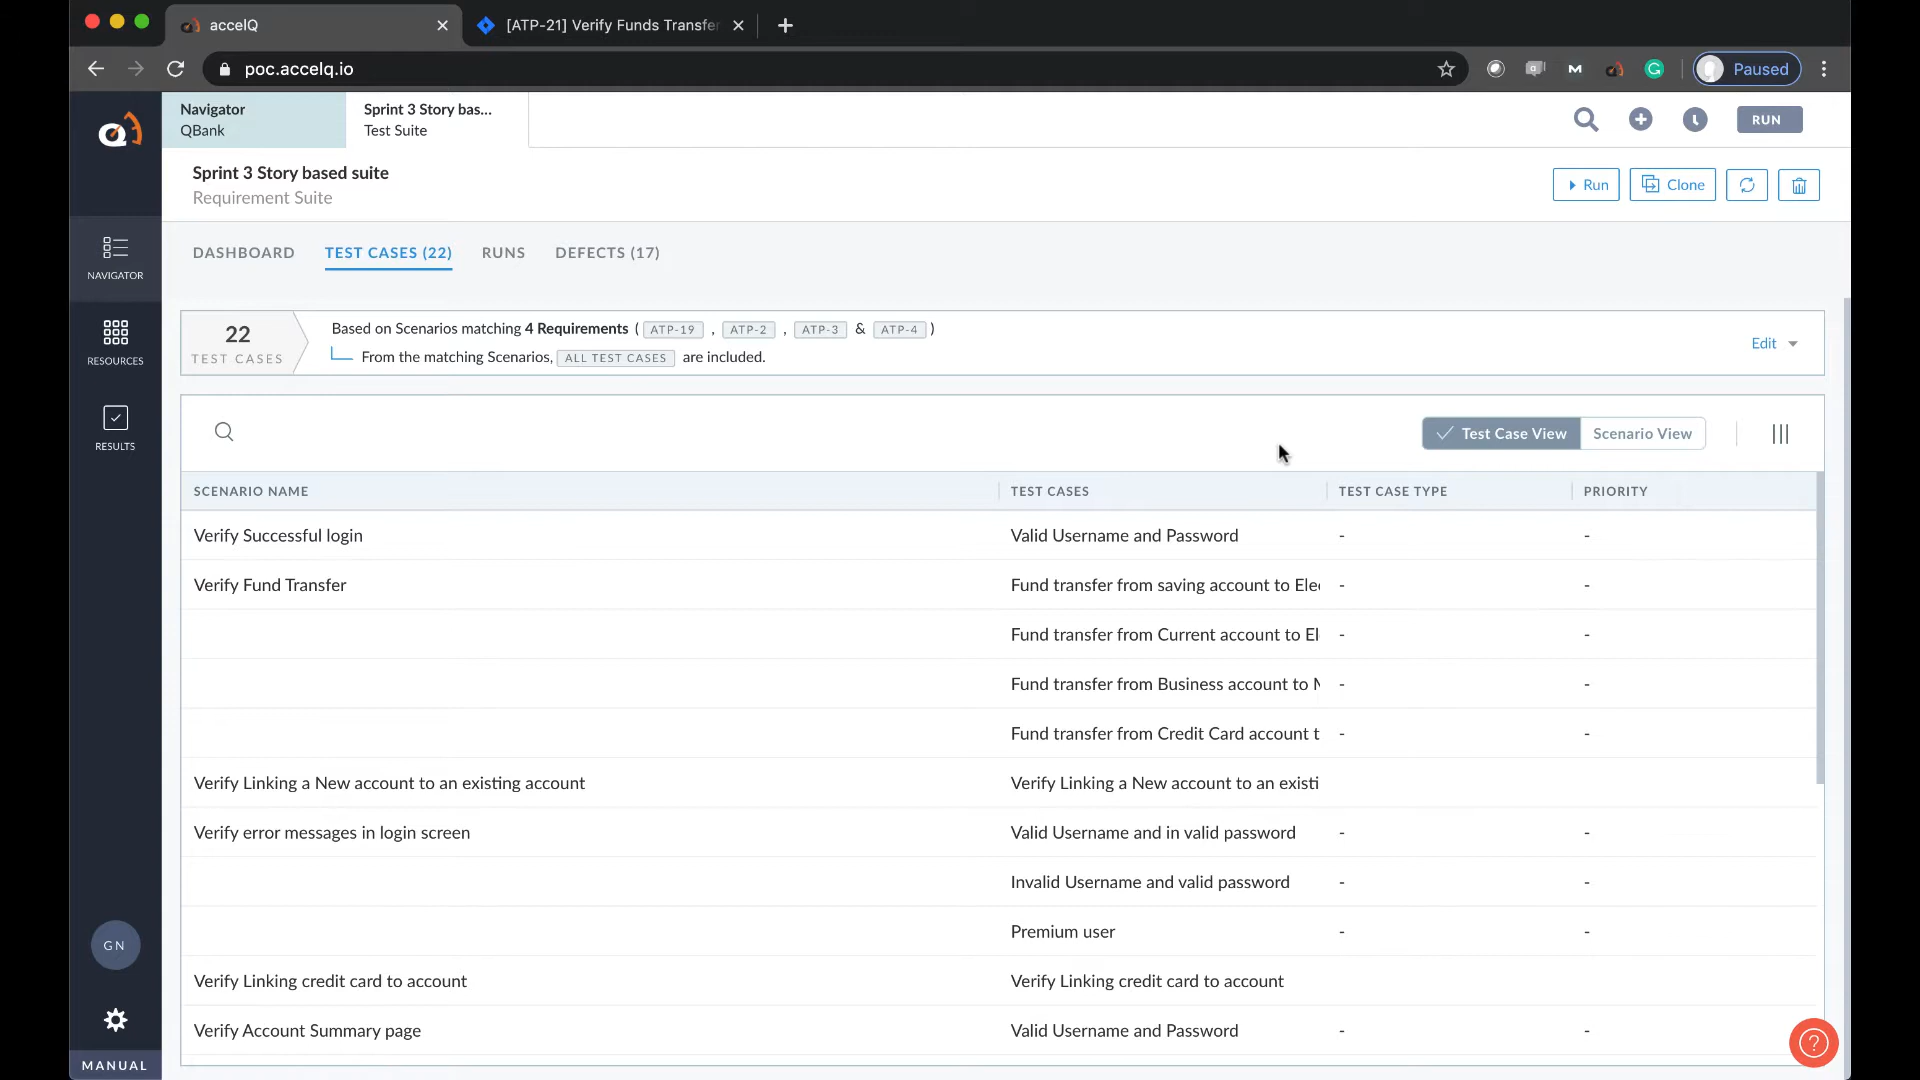 accelQ
[ATP-21] Verify Funds Transfer
poc.accelq.io
Paused
Navigator
QBank
Sprint 3 Story bas...
Test Suite
RUN
Sprint 3 Story based suite
Requirement Suite
Run
Clone
NAVIGATOR
RESOURCES
RESULTS
GN
MANUAL
DASHBOARD
TEST CASES (22)
RUNS
DEFECTS (17)
22
TEST CASES
Based on Scenarios matching 4 Requirements ( ATP-19 , ATP-2 , ATP-3 & ATP-4 )
From the matching Scenarios, ALL TEST CASES are included.
Edit
Test Case View
Scenario View
SCENARIO NAME TEST CASES TEST CASE TYPE PRIORITY
Verify Successful login Valid Username and Password - -
Verify Fund Transfer Fund transfer from saving account to Ele - -
Fund transfer from Current account to El - -
Fund transfer from Business account to - -
Fund transfer from Credit Card account t - -
Verify Linking a New account to an existing account Verify Linking a New account to an existi
Verify error messages in login screen Valid Username and in valid password - -
Invalid Username and valid password - -
Premium user - -
Verify Linking credit card to account Verify Linking credit card to account
Verify Account Summary page Valid Username and Password - -
?